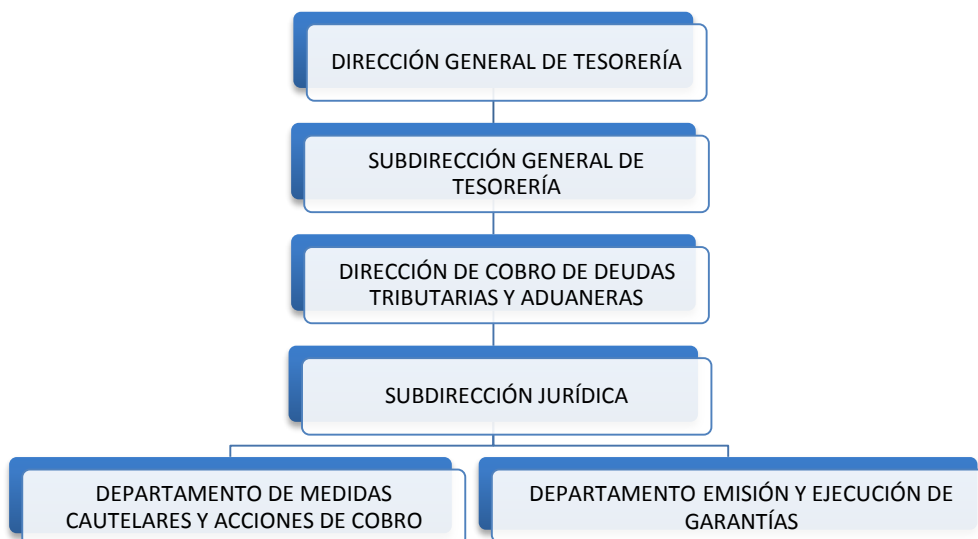 DIRECCIÓN GENERAL DE TESORERÍA
SUBDIRECCIÓN GENERAL DE
TESORERÍA
DIRECCIÓN DE COBRO DE DEUDAS
TRIBUTARIAS Y ADUANERAS
SUBDIRECCIÓN JURÍDICA
DEPARTAMENTO DE MEDIDAS
CAUTELARES Y ACCIONES DE COBRO
DEPARTAMENTO EMISIÓN Y EJECUCIÓN DE
GARANTÍAS